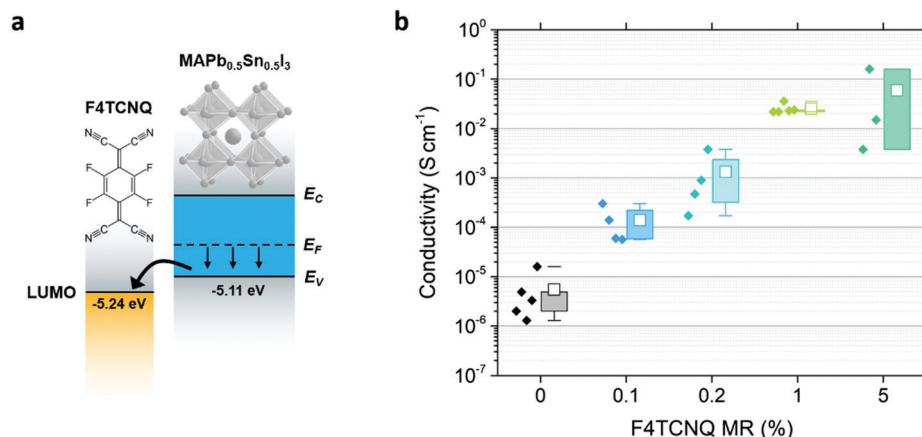 a
MAPb0.5Sn0.5I3
F4TCNQ
N≡C C≡N
F F
F F
N≡C C≡N
EC
EF
EV
LUMO
-5.24 eV
-5.11 eV
b
Conductivity (S cm-1)
100
10-1
10-2
10-3
10-4
10-5
10-6
10-7
0 0.1 0.2 1 5
F4TCNQ MR (%)